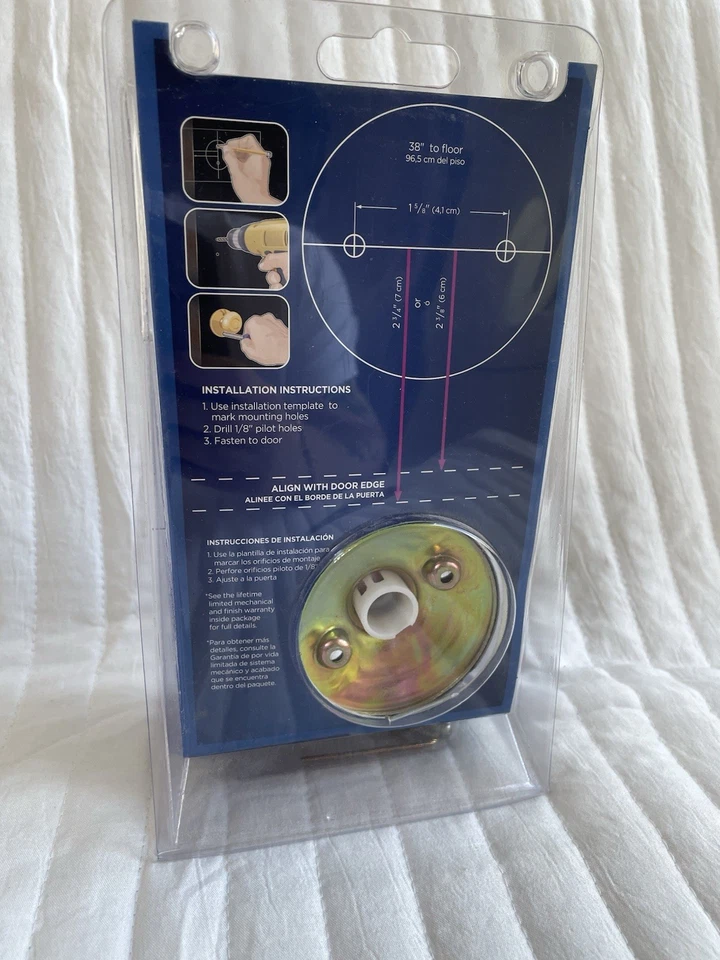 38" to floor
96,5 cm del piso
1 5/8" (4,1 cm)
2 3/4" (7 cm)
or
ó
2 3/8" (6 cm)
INSTALLATION INSTRUCTIONS
1. Use installation template to
mark mounting holes
2. Drill 1/8" pilot holes
3. Fasten to door
ALIGN WITH DOOR EDGE
ALINEE CON EL BORDE DE LA PUERTA
INSTRUCCIONES DE INSTALACIÓN
1. Use la plantilla de instalación para
marcar los orificios de montaje
2. Perfore orificios piloto de 1/8"
3. Ajuste a la puerta
*See the lifetime
limited mechanical
and finish warranty
inside package
for full details.
*Para obtener más
detalles, consulte la
Garantía de por vida
limitada de sistema
mecánico y acabado
que se encuentra
dentro del paquete.